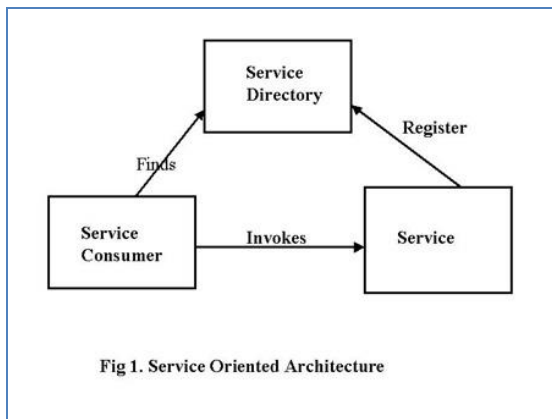 Service
Directory
Register
Finds
Service
Consumer
Invokes
Service
Fig 1. Service Oriented Architecture